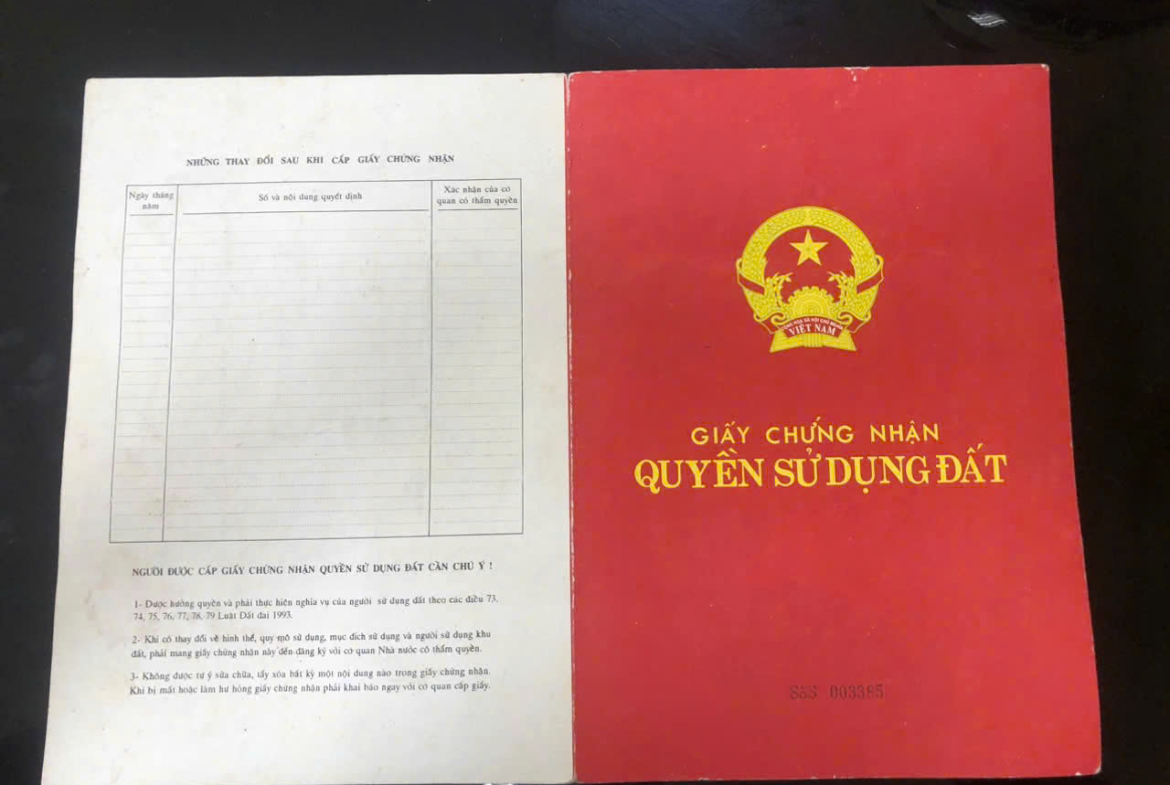 NHỮNG THAY ĐỔI SAU KHI CẤP GIẤY CHỨNG NHẬN
Ngày tháng
năm
Số và nội dung quyết định
Xác nhận của cơ
quan có thẩm quyền
NGƯỜI ĐƯỢC CẤP GIẤY CHỨNG NHẬN QUYỀN SỬ DỤNG ĐẤT CẦN CHÚ Ý !
1- Được hưởng quyền và phải thực hiện nghĩa vụ của người sử dụng đất theo các điều 73,
74, 75, 76, 77, 78, 79 Luật Đất đai 1993.
2- Khi có thay đổi về hình thể, quy mô sử dụng, mục đích sử dụng và người sử dụng khu
đất, phải mang giấy chứng nhận này đến đăng ký với cơ quan Nhà nước có thẩm quyền.
3- Không được tự ý sửa chữa, tẩy xóa bất kỳ một nội dung nào trong giấy chứng nhận.
Khi bị mất hoặc làm hư hỏng giấy chứng nhận phải khai báo ngay với cơ quan cấp giấy.
CỘNG HÒA XÃ HỘI CHỦ NGHĨA
VIỆT NAM
GIẤY CHỨNG NHẬN
QUYỀN SỬ DỤNG ĐẤT
SốS 003385